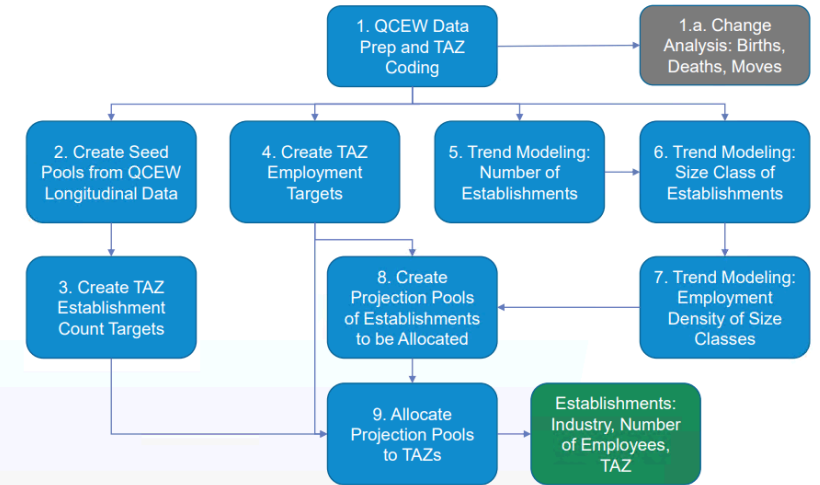 1. QCEW Data
Prep and TAZ
Coding
1.a. Change
Analysis: Births,
Deaths, Moves
2. Create Seed
Pools from QCEW
Longitudinal Data
4. Create TAZ
Employment
Targets
5. Trend Modeling:
Number of
Establishments
6. Trend Modeling:
Size Class of
Establishments
3. Create TAZ
Establishment
Count Targets
8. Create
Projection Pools
of Establishments
to be Allocated
7. Trend Modeling:
Employment
Density of Size
Classes
9. Allocate
Projection Pools
to TAZs
Establishments:
Industry, Number
of Employees,
TAZ